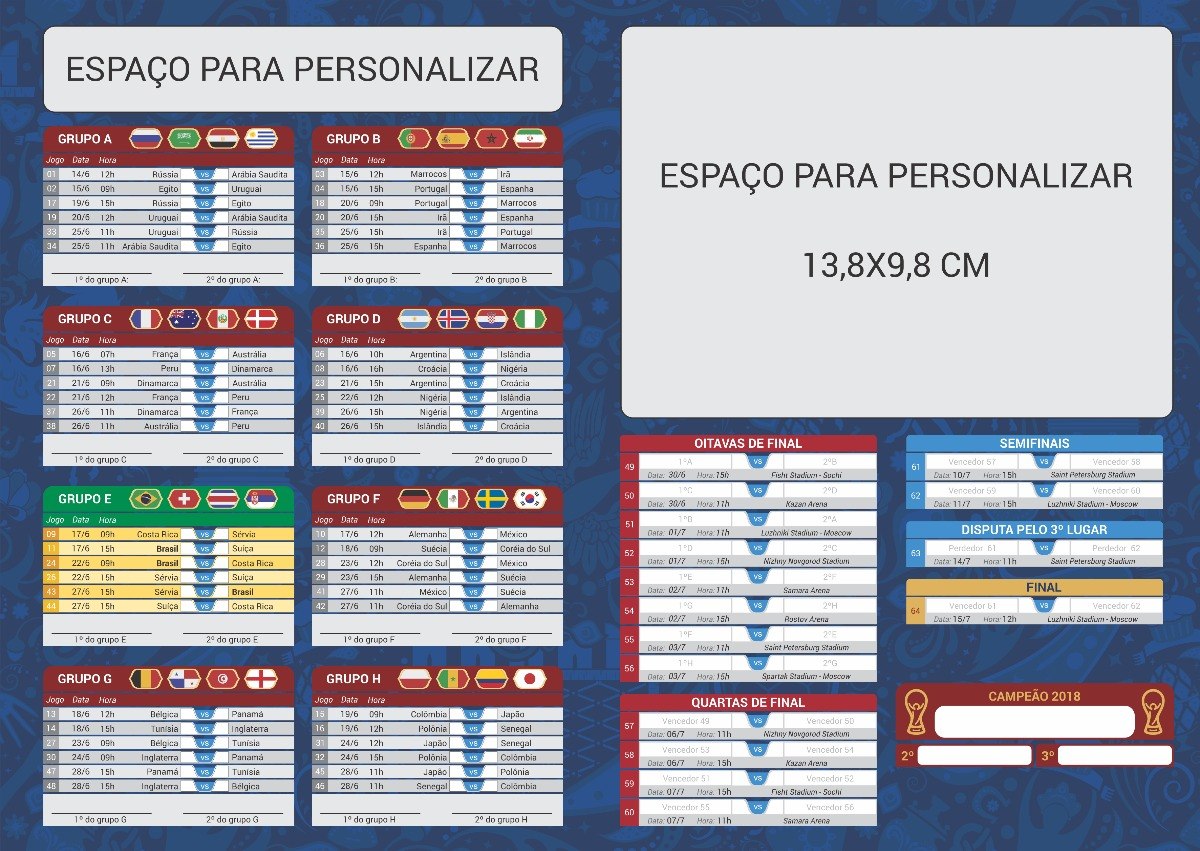 ESPAÇO PARA PERSONALIZAR
GRUPO A
Jogo Data Hora
01 14/6 12h Rússia VS Arábia Saudita
02 15/6 09h Egito VS Uruguai
17 19/6 15h Rússia VS Egito
19 20/6 12h Uruguai VS Arábia Saudita
33 25/6 11h Uruguai VS Rússia
34 25/6 11h Arábia Saudita VS Egito
1º do grupo A: 2º do grupo A:
GRUPO B
Jogo Data Hora
03 15/6 12h Marrocos VS Irã
04 15/6 15h Portugal VS Espanha
18 20/6 09h Portugal VS Marrocos
20 20/6 15h Irã VS Espanha
35 25/6 15h Irã VS Portugal
36 25/6 15h Espanha VS Marrocos
1º do grupo B: 2º do grupo B
GRUPO C
Jogo Data Hora
05 16/6 07h França VS Austrália
07 16/6 13h Peru VS Dinamarca
21 21/6 09h Dinamarca VS Austrália
22 21/6 12h França VS Peru
37 26/6 11h Dinamarca VS França
38 26/6 11h Austrália VS Peru
1º do grupo C 2º do grupo C
GRUPO D
Jogo Data Hora
06 16/6 10h Argentina VS Islândia
08 16/6 16h Croácia VS Nigéria
23 21/6 15h Argentina VS Croácia
25 22/6 12h Nigéria VS Islândia
39 26/6 15h Nigéria VS Argentina
40 26/6 15h Islândia VS Croácia
1º do grupo D 2º do grupo D
GRUPO E
Jogo Data Hora
09 17/6 09h Costa Rica VS Sérvia
11 17/6 15h Brasil VS Suíça
24 22/6 09h Brasil VS Costa Rica
26 22/6 15h Sérvia VS Suíça
43 27/6 15h Sérvia VS Brasil
44 27/6 15h Suíça VS Costa Rica
1º do grupo E 2º do grupo E
GRUPO F
Jogo Data Hora
10 17/6 12h Alemanha VS México
12 18/6 09h Suécia VS Coréia do Sul
28 23/6 12h Coréia do Sul VS México
29 23/6 15h Alemanha VS Suécia
41 27/6 11h México VS Suécia
42 27/6 11h Coréia do Sul VS Alemanha
1º do grupo F 2º do grupo F
GRUPO G
Jogo Data Hora
13 18/6 12h Bélgica VS Panamá
14 18/6 15h Tunísia VS Inglaterra
27 23/6 09h Bélgica VS Tunísia
30 24/6 09h Inglaterra VS Panamá
47 28/6 15h Panamá VS Tunísia
48 28/6 15h Inglaterra VS Bélgica
1º do grupo G 2º do grupo G
GRUPO H
Jogo Data Hora
15 19/6 09h Colômbia VS Japão
16 19/6 12h Polônia VS Senegal
31 24/6 12h Japão VS Senegal
32 24/6 15h Polônia VS Colômbia
45 28/6 11h Japão VS Polônia
46 28/6 11h Senegal VS Colômbia
1º do grupo H 2º do grupo H
ESPAÇO PARA PERSONALIZAR
13,8X9,8 CM
OITAVAS DE FINAL
49 1ºA VS 2ºB
Data: 30/6 Hora: 15h Fisht Stadium - Sochi
50 1ºC VS 2ºD
Data: 30/6 Hora: 11h Kazan Arena
51 1ºB VS 2ºA
Data: 01/7 Hora: 11h Luzhniki Stadium - Moscow
52 1ºD VS 2ºC
Data: 01/7 Hora: 15h Nizhny Novgorod Stadium
53 1ºE VS 2ºF
Data: 02/7 Hora: 11h Samara Arena
54 1ºG VS 2ºH
Data: 02/7 Hora: 15h Rostov Arena
55 1ºF VS 2ºE
Data: 03/7 Hora: 11h Saint Petersburg Stadium
56 1ºH VS 2ºG
Data: 03/7 Hora: 15h Spartak Stadium - Moscow
QUARTAS DE FINAL
57 Vencedor 49 VS Vencedor 50
Data: 06/7 Hora: 11h Nizhny Novgorod Stadium
58 Vencedor 53 VS Vencedor 54
Data: 06/7 Hora: 15h Kazan Arena
59 Vencedor 51 VS Vencedor 52
Data: 07/7 Hora: 15h Fisht Stadium - Sochi
60 Vencedor 55 VS Vencedor 56
Data: 07/7 Hora: 11h Samara Arena
SEMIFINAIS
61 Vencedor 57 VS Vencedor 58
Data: 10/7 Hora: 15h Saint Petersburg Stadium
62 Vencedor 59 VS Vencedor 60
Data: 11/7 Hora: 15h Luzhniki Stadium - Moscow
DISPUTA PELO 3º LUGAR
63 Perdedor 61 VS Perdedor 62
Data: 14/7 Hora: 11h Saint Petersburg Stadium
FINAL
64 Vencedor 61 VS Vencedor 62
Data: 15/7 Hora: 12h Luzhniki Stadium - Moscow
CAMPEÃO 2018
2º 3º